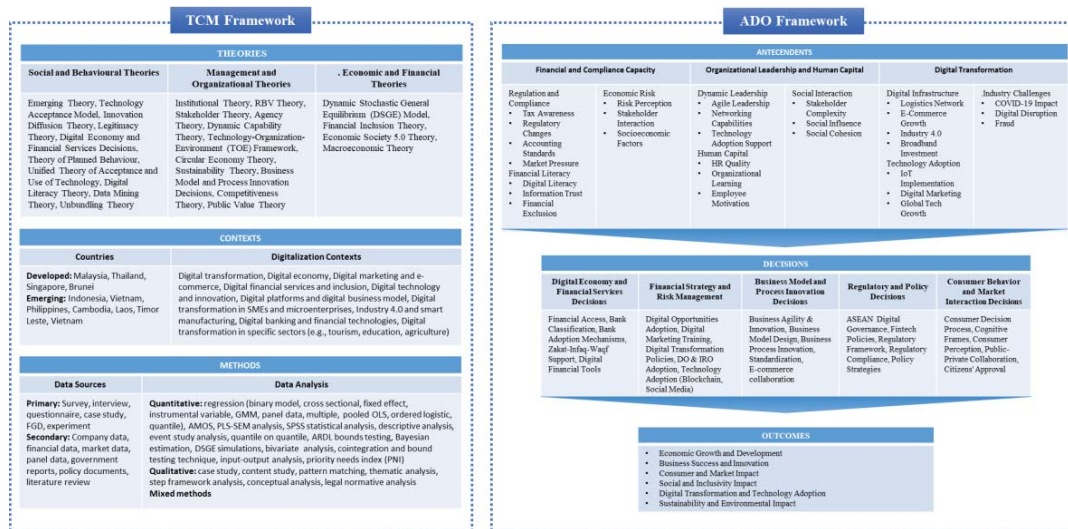 TCM Framework
THEORIES
Social and Behavioural Theories
Emerging Theory, Technology
Acceptance Model, Innovation
Diffusion Theory, Legitimacy
Theory, Digital Economy and
Financial Services Decisions,
Theory of Planned Behaviour,
Unified Theory of Acceptance and
Use of Technology, Digital
Literacy Theory, Data Mining
Theory, Unbundling Theory
Management and
Organizational Theories
Institutional Theory, RBV Theory,
Stakeholder Theory, Agency
Theory, Dynamic Capability
Theory, Technology-Organization-
Environment (TOE) Framework,
Circular Economy Theory,
Sustainability Theory, Business
Model and Process Innovation
Decisions, Competitiveness
Theory, Public Value Theory
. Economic and Financial
Theories
Dynamic Stochastic General
Equilibrium (DSGE) Model,
Financial Inclusion Theory,
Economic Society 5.0 Theory,
Macroeconomic Theory
CONTEXTS
Countries
Developed: Malaysia, Thailand,
Singapore, Brunei
Emerging: Indonesia, Vietnam,
Philippines, Cambodia, Laos, Timor
Leste, Vietnam
Digitalization Contexts
Digital transformation, Digital economy, Digital marketing and e-
commerce, Digital financial services and inclusion, Digital technology
and innovation, Digital platforms and digital business model, Digital
transformation in SMEs and microenterprises, Industry 4.0 and smart
manufacturing, Digital banking and financial technologies, Digital
transformation in specific sectors (e.g., tourism, education, agriculture)
METHODS
Data Sources
Primary: Survey, interview,
questionnaire, case study,
FGD, experiment
Secondary: Company data,
financial data, market data,
panel data, government
reports, policy documents,
literature review
Data Analysis
Quantitative: regression (binary model, cross sectional, fixed effect,
instrumental variable, GMM, panel data, multiple, pooled OLS, ordered logistic,
quantile), AMOS, PLS-SEM analysis, SPSS statistical analysis, descriptive analysis,
event study analysis, quantile on quantile, ARDL bounds testing, Bayesian
estimation, DSGE simulations, bivariate analysis, cointegration and bound
testing technique, input-output analysis, priority needs index (PNI)
Qualitative: case study, content study, pattern matching, thematic analysis,
step framework analysis, conceptual analysis, legal normative analysis
Mixed methods
ADO Framework
ANTECENDENTS
Financial and Compliance Capacity
Regulation and
Compliance
• Tax Awareness
• Regulatory
Changes
• Accounting
Standards
• Market Pressure
Financial Literacy
• Digital Literacy
• Information Trust
• Financial
Exclusion
Economic Risk
• Risk Perception
• Stakeholder
Interaction
• Socioeconomic
Factors
Organizational Leadership and Human Capital
Dynamic Leadership
• Agile Leadership
• Networking
Capabilities
• Technology
Adoption Support
Human Capital
• HR Quality
• Organizational
Learning
• Employee
Motivation
Social Interaction
• Stakeholder
Complexity
• Social Influence
• Social Cohesion
Digital Transformation
Digital Infrastructure
• Logistics Network
• E-Commerce
Growth
• Industry 4.0
• Broadband
Investment
Technology Adoption
• IoT
Implementation
• Digital Marketing
• Global Tech
Growth
Industry Challenges
• COVID-19 Impact
• Digital Disruption
• Fraud
DECISIONS
Digital Economy and
Financial Services
Decisions
Financial Access, Bank
Classification, Bank
Adoption Mechanisms,
Zakat-Infaq-Waqf
Support, Digital
Financial Tools
Financial Strategy and
Risk Management
Digital Opportunities
Adoption, Digital
Marketing Training,
Digital Transformation
Policies, DO & IRO
Adoption, Technology
Adoption (Blockchain,
Social Media)
Business Model and
Process Innovation
Decisions
Business Agility &
Innovation, Business
Model Design, Business
Process Innovation,
Standardization,
E-commerce
collaboration
Regulatory and Policy
Decisions
ASEAN Digital
Governance, Fintech
Policies, Regulatory
Framework, Regulatory
Compliance, Policy
Strategies
Consumer Behavior
and Market
Interaction Decisions
Consumer Decision
Process, Cognitive
Frames, Consumer
Perception, Public-
Private Collaboration,
Citizens' Approval
OUTCOMES
• Economic Growth and Development
• Business Success and Innovation
• Consumer and Market Impact
• Social and Inclusivity Impact
• Digital Transformation and Technology Adoption
• Sustainability and Environmental Impact